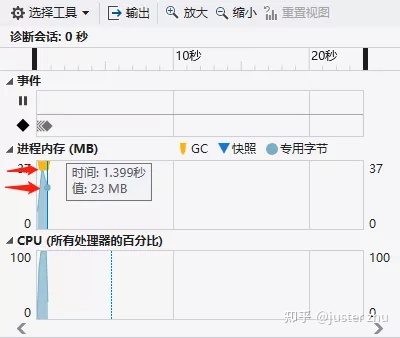 选择工具 输出 放大 缩小 重置视图
诊断会话: 0 秒
10秒 20秒
事件
进程内存 (MB) GC 快照 专用字节
37 37
时间: 1.399秒
值: 23 MB
0 0
CPU (所有处理器的百分比)
100 100
0 0
知乎 @justerzhu